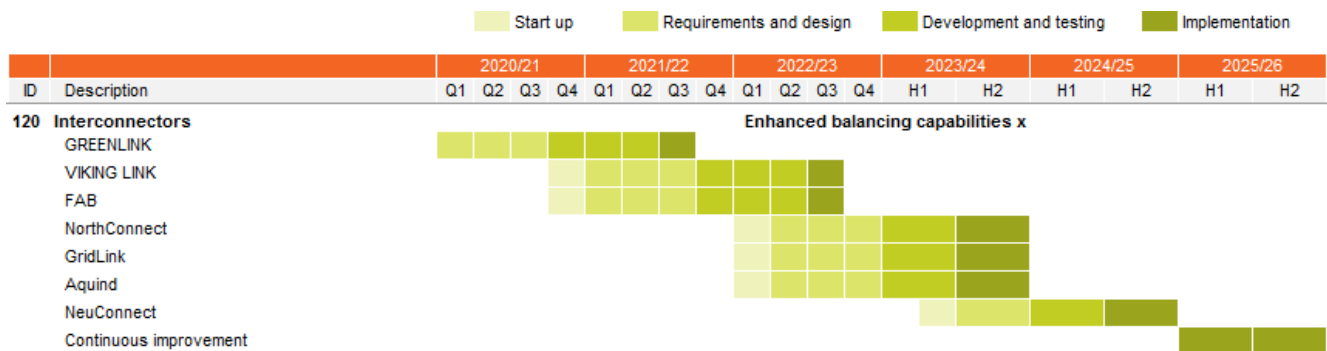 Start up Requirements and design Development and testing Implementation
2020/21 2021/22 2022/23 2023/24 2024/25 2025/26
ID Description Q1 Q2 Q3 Q4 Q1 Q2 Q3 Q4 Q1 Q2 Q3 Q4 H1 H2 H1 H2 H1 H2
120 Interconnectors Enhanced balancing capabilities x
GREENLINK
VIKING LINK
FAB
NorthConnect
GridLink
Aquind
NeuConnect
Continuous improvement